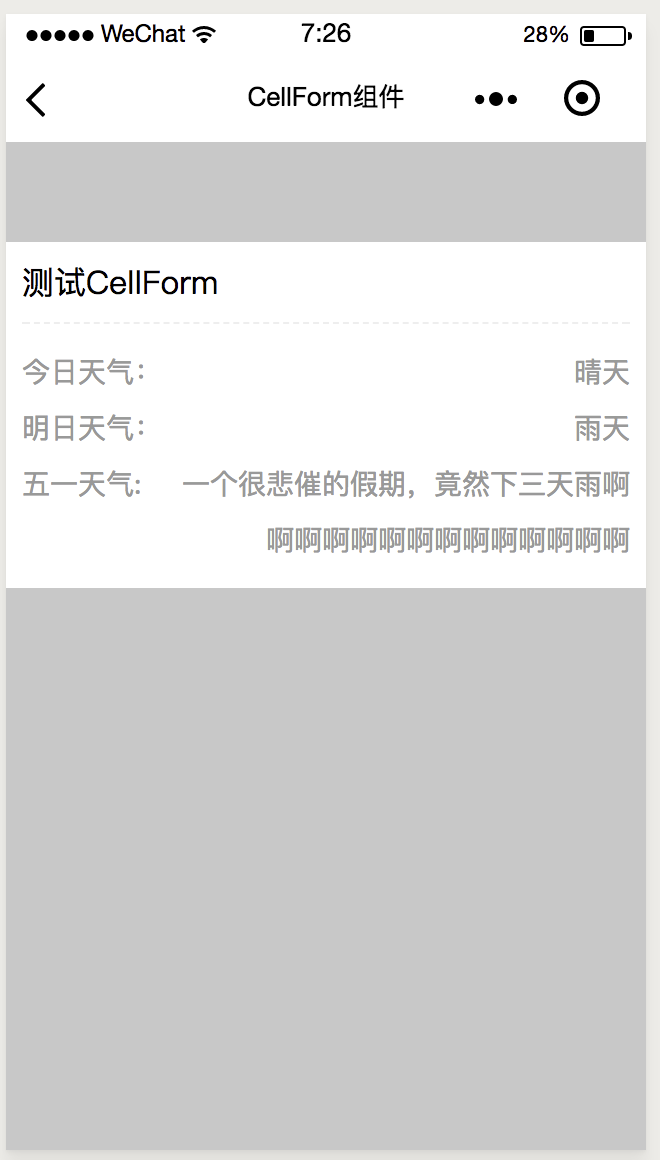 WeChat 7:26 28%
CellForm组件
测试CellForm
今日天气： 晴天
明日天气： 雨天
五一天气: 一个很悲催的假期，竟然下三天雨啊
啊啊啊啊啊啊啊啊啊啊啊啊啊